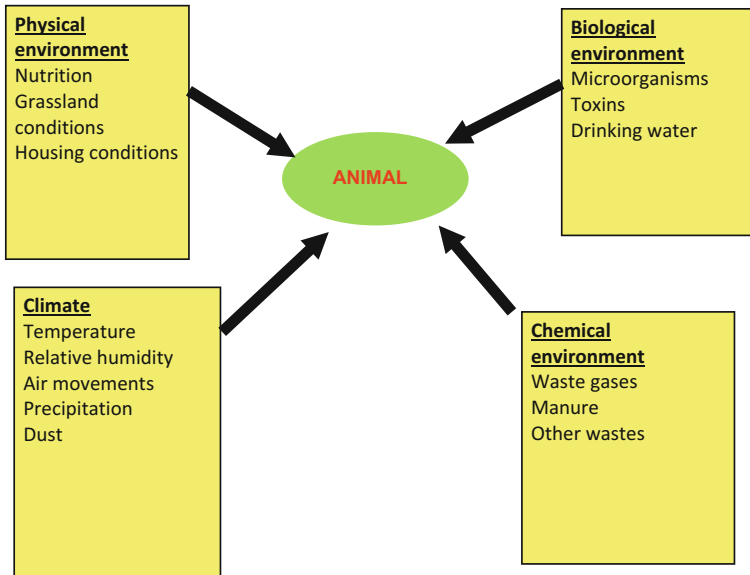 Physical
environment
Nutrition
Grassland
conditions
Housing conditions
Biological
environment
Microorganisms
Toxins
Drinking water
ANIMAL
Climate
Temperature
Relative humidity
Air movements
Precipitation
Dust
Chemical
environment
Waste gases
Manure
Other wastes